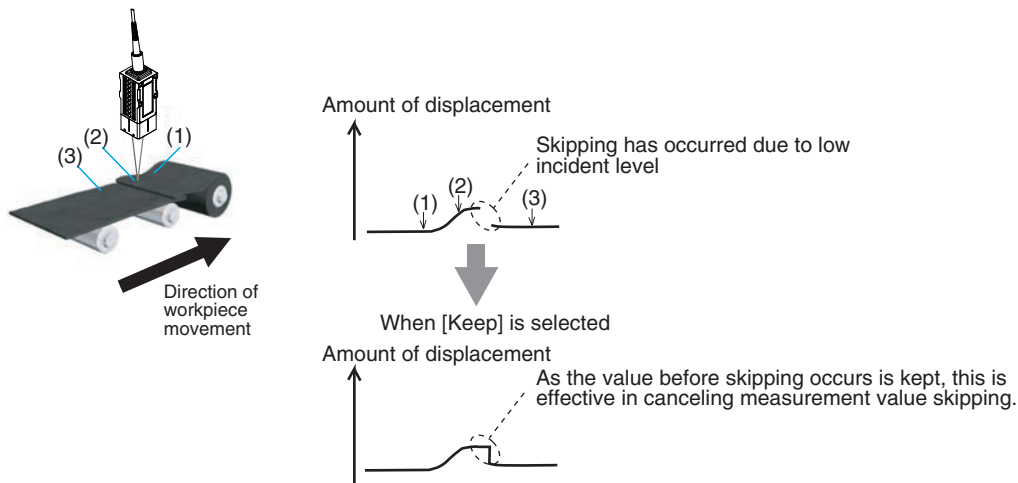 (1)
(2)
(3)
Direction of
workpiece
movement
Amount of displacement
Skipping has occurred due to low
incident level
(1)
(2)
(3)
When [Keep] is selected
Amount of displacement
As the value before skipping occurs is kept, this is
effective in canceling measurement value skipping.